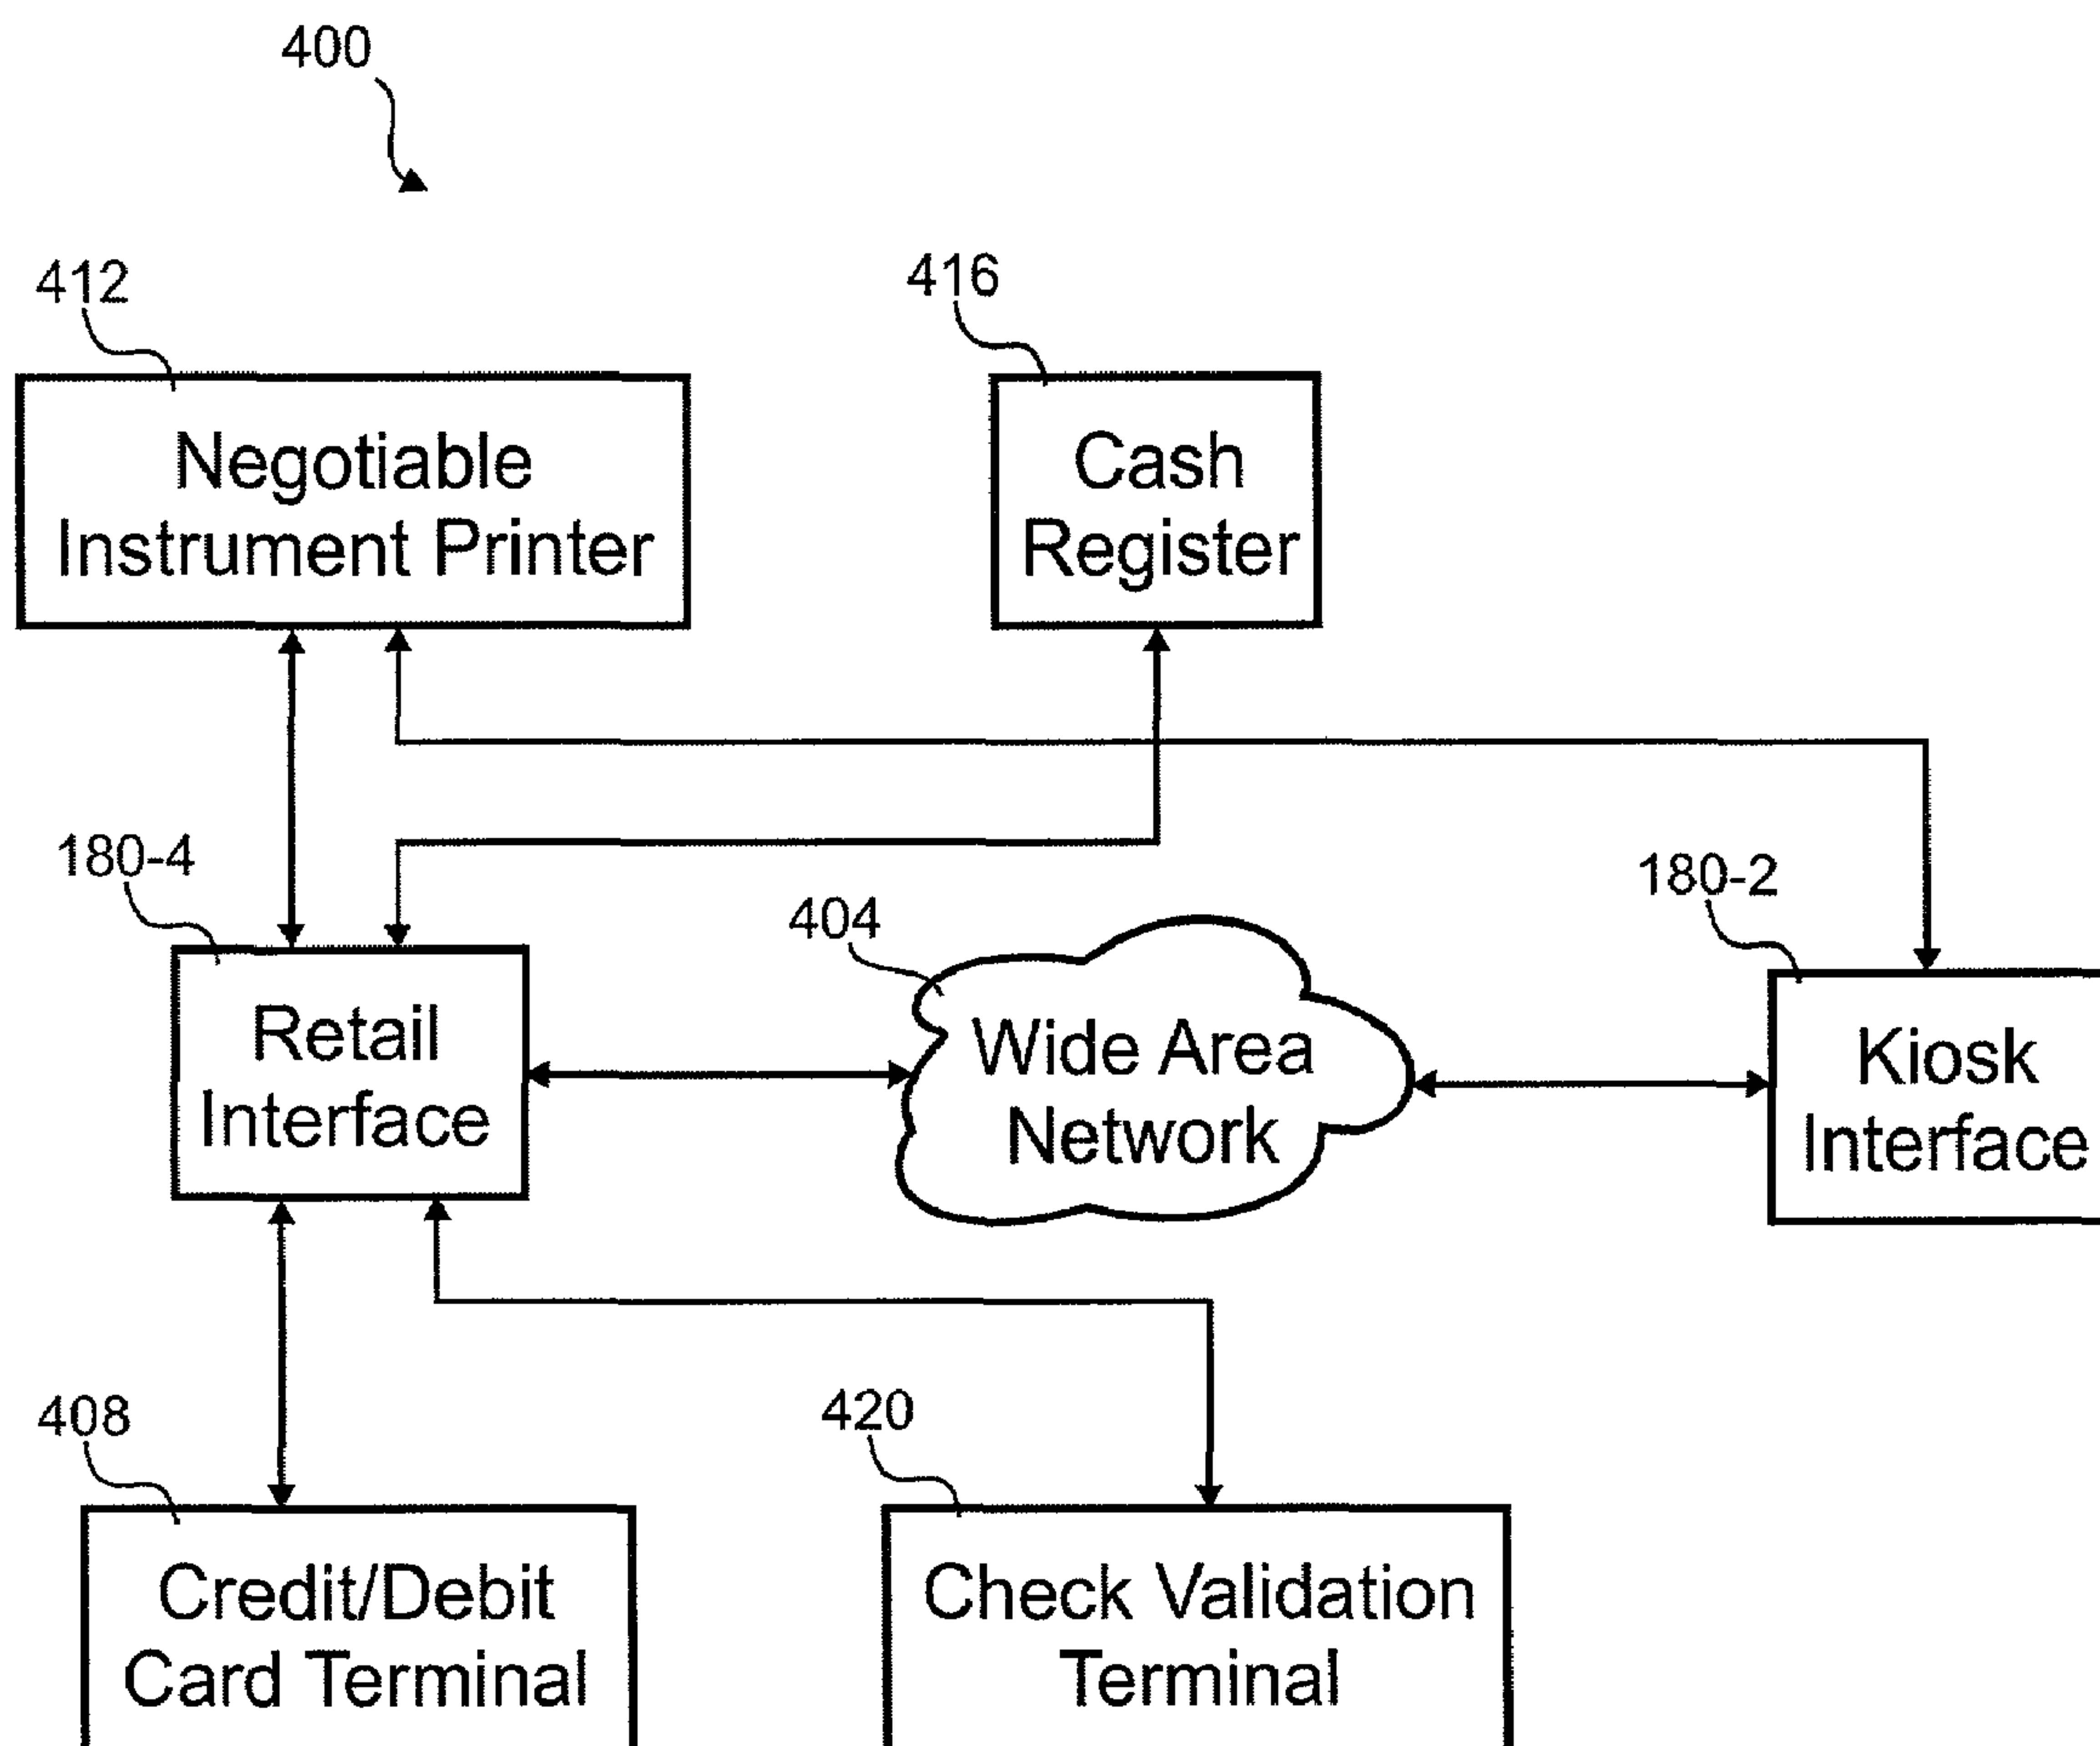 400
412
416
Negotiable
Instrument Printer
Cash
Register
180-4
404
180-2
Retail
Interface
Wide Area
Network
Kiosk
Interface
408
420
Credit/Debit
Card Terminal
Check Validation
Terminal